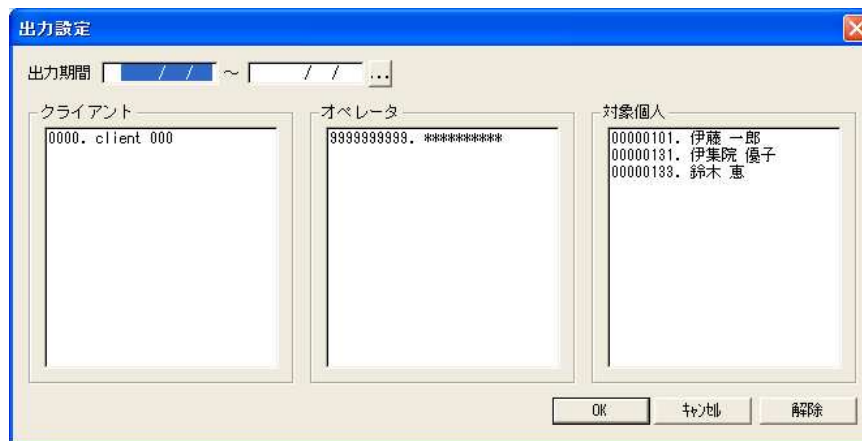 出力設定
出力期間 / / ～ / / ...
クライアント
0000. client 000
オペレータ
9999999999. **********
対象個人
00000101. 伊藤 一郎
00000131. 伊集院 優子
00000133. 鈴木 恵
OK
ｷｬﾝｾﾙ
解除